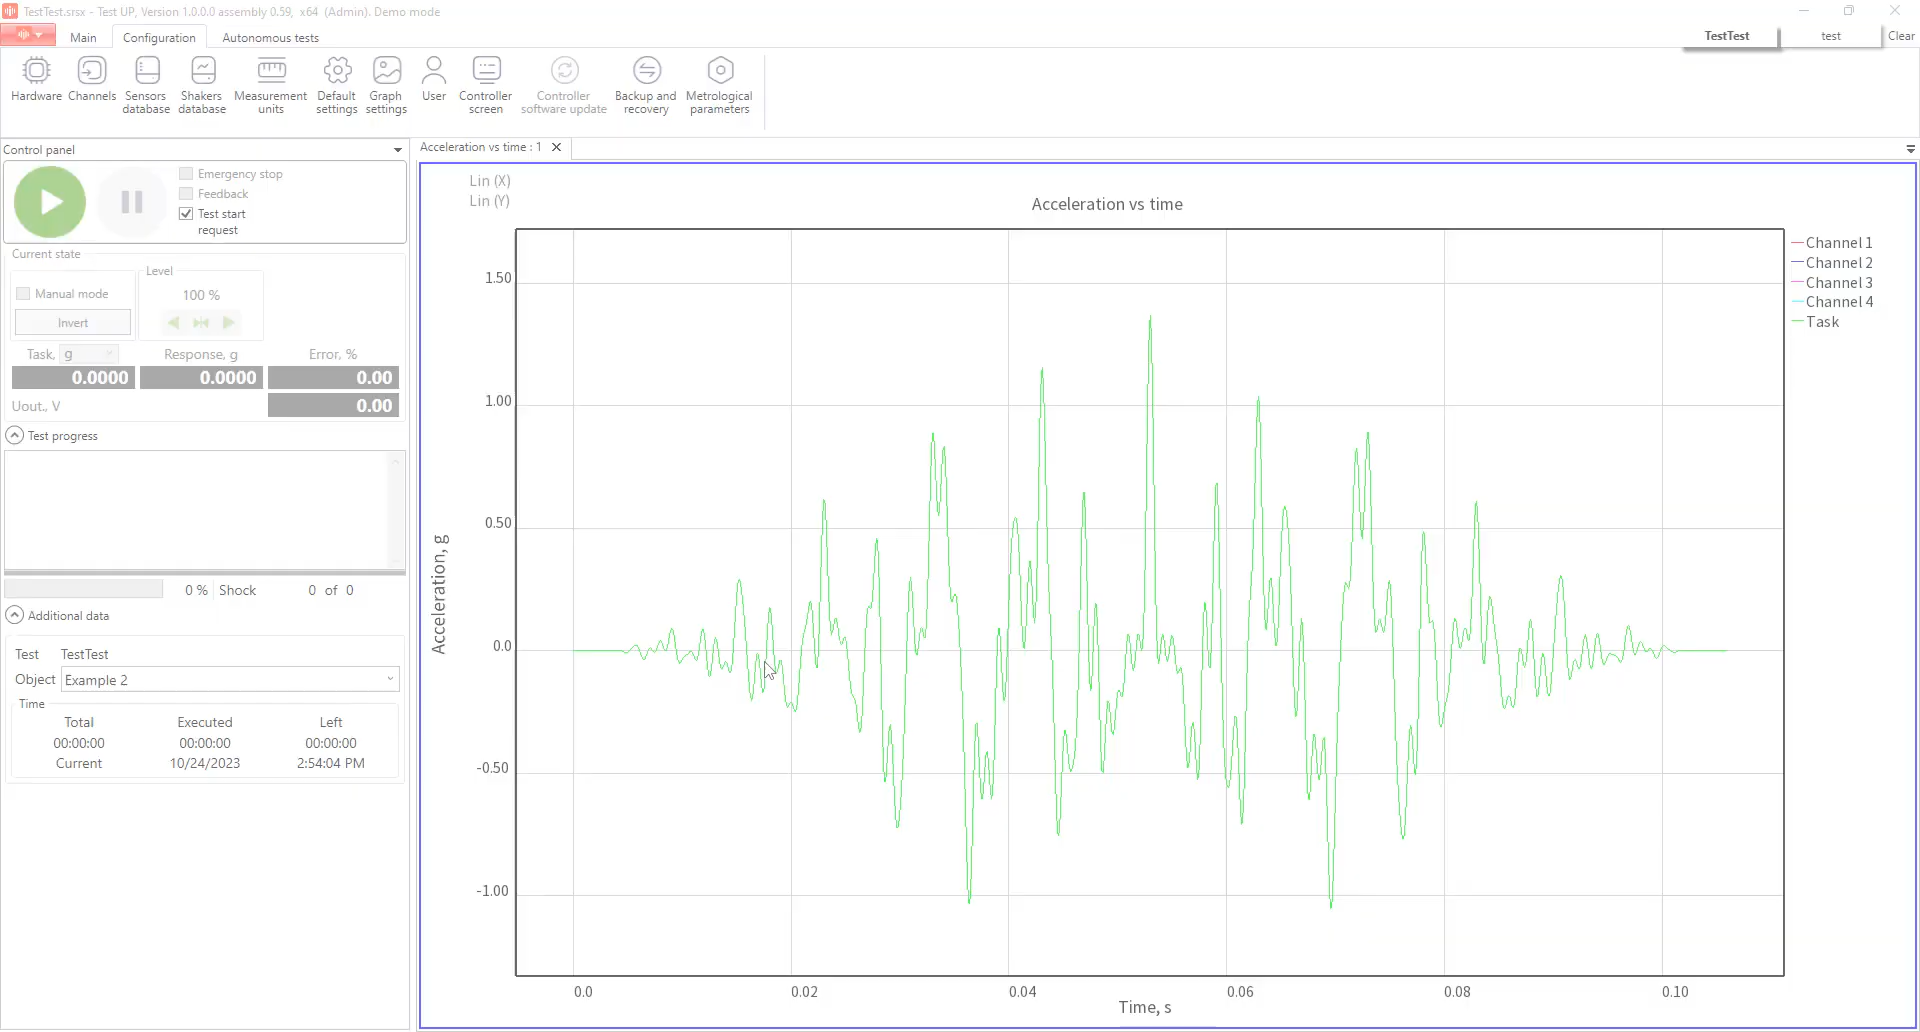 TestTest.srsx - Test UP, Version 1.0.0.0 assembly 0.59, x64 (Admin). Demo mode
Main
Configuration
Autonomous tests
TestTest
test
Clear
Hardware
Channels
Sensors
database
Shakers
database
Measurement
units
Default
settings
Graph
settings
User
Controller
screen
Controller
software update
Backup and
recovery
Metrological
parameters
Control panel
Emergency stop
Feedback
Test start
request
Current state
Manual mode
Invert
Level
100 %
Task, g
Response, g
Error, %
0.0000
0.0000
0.00
Uout., V
0.00
Test progress
0 % Shock 0 of 0
Additional data
Test TestTest
Object Example 2
Time
Total Executed Left
00:00:00 00:00:00 00:00:00
Current 10/24/2023 2:54:04 PM
Acceleration vs time : 1
Lin (X)
Lin (Y)
Acceleration vs time
1.50
1.00
0.50
0.0
-0.50
-1.00
Acceleration, g
0.0 0.02 0.04 0.06 0.08 0.10
Time, s
Channel 1
Channel 2
Channel 3
Channel 4
Task